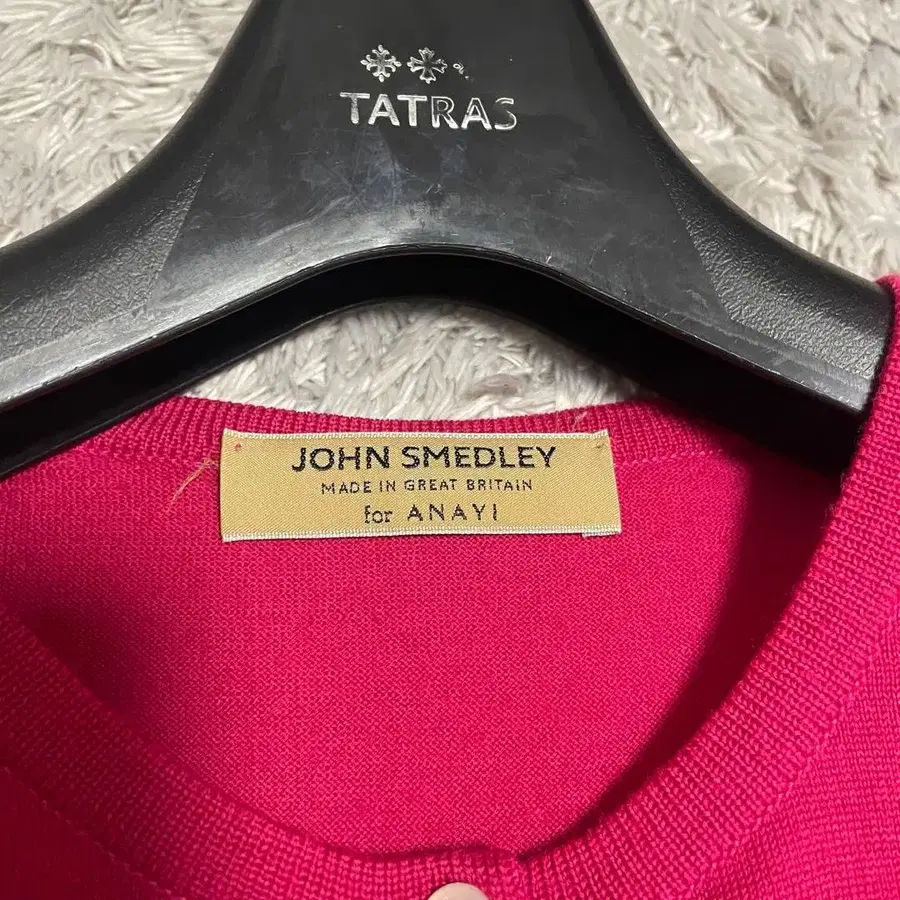 TATRAS
JOHN SMEDLEY
MADE IN GREAT BRITAIN
for ANAYI